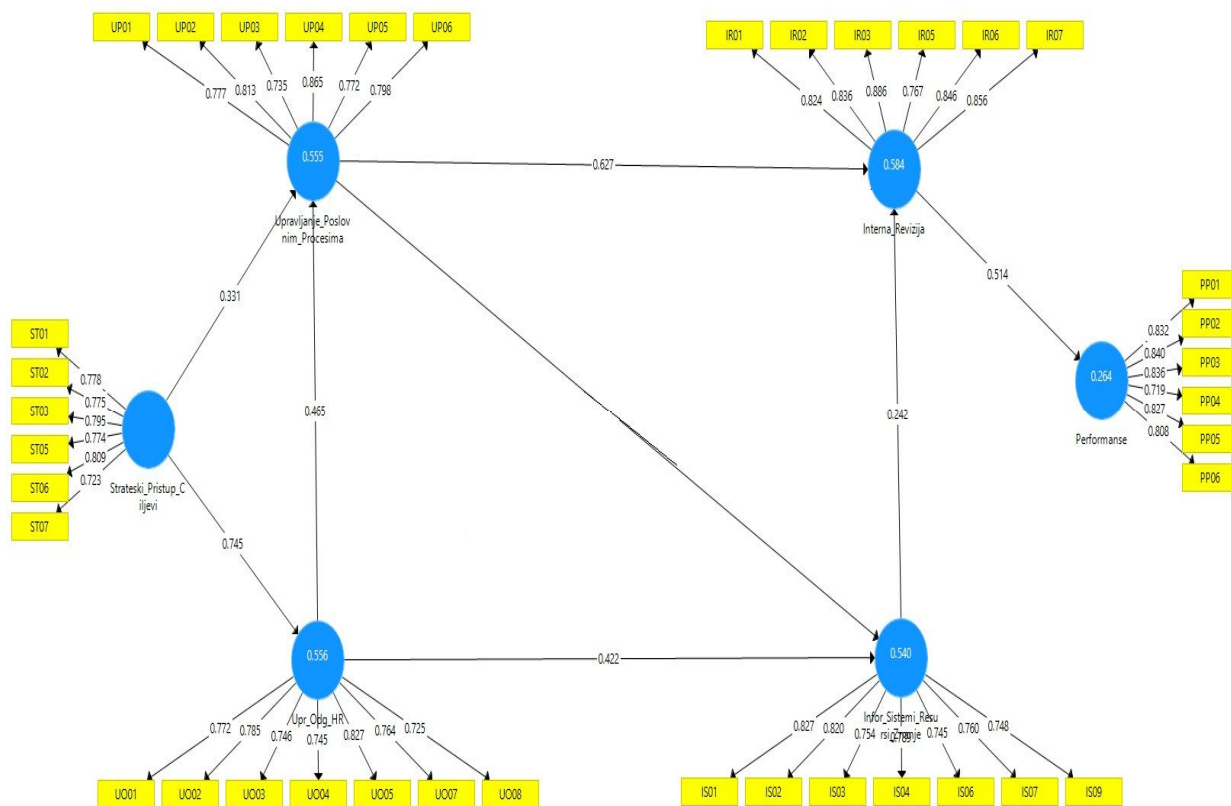 UP01 UP02 UP03 UP04 UP05 UP06
IR01 IR02 IR03 IR05 IR06 IR07
0.777 0.813 0.735 0.865 0.772 0.798
0.824 0.836 0.886 0.767 0.846 0.856
0.555
0.627
0.584
Upravljanje_Poslov
nim_Procesima
Interna_Revizija
0.331
0.514
PP01
PP02
PP03
PP04
PP05
PP06
0.832
0.840
0.836
0.719
0.827
0.808
0.264
Performanse
ST01
ST02
ST03
ST05
ST06
ST07
0.778
0.775
0.795
0.774
0.809
0.723
Strateski_Pristup_C
iljevi
0.465
0.242
0.745
0.556
0.422
0.540
Upr_Odg_HR
Infor_Sistemi_Resu
rsi_Znanje
0.772 0.785 0.746 0.745 0.827 0.764 0.725
0.827 0.820 0.754 0.745 0.760 0.748
UO01 UO02 UO03 UO04 UO05 UO07 UO08
IS01 IS02 IS03 IS04 IS06 IS07 IS09